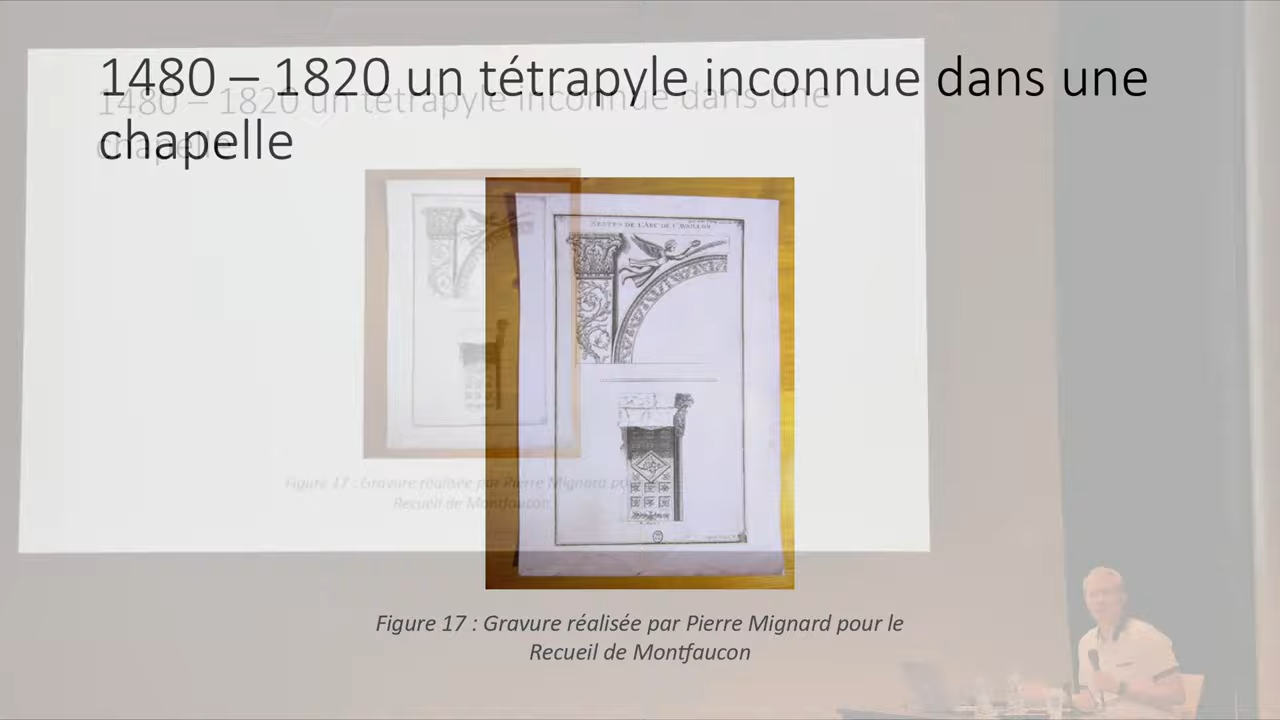 1480 – 1820 un tétrapyle inconnue dans une
chapelle
RESTES DE L'ARC DE CAVAILLON
Figure 17 : Gravure réalisée par Pierre Mignard pour le
Recueil de Montfaucon